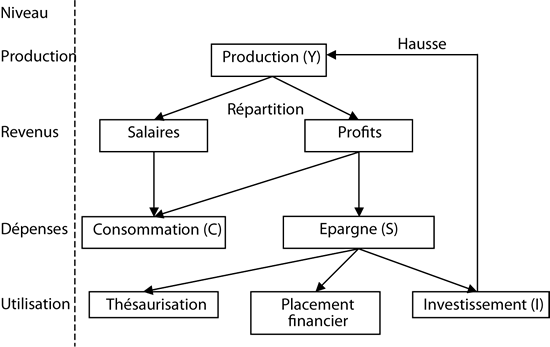 Niveau
Hausse
Production
Production (Y)
Répartition
Revenus
Salaires
Profits
Dépenses
Consommation (C)
Epargne (S)
Utilisation
Thésaurisation
Placement
financier
Investissement (I)